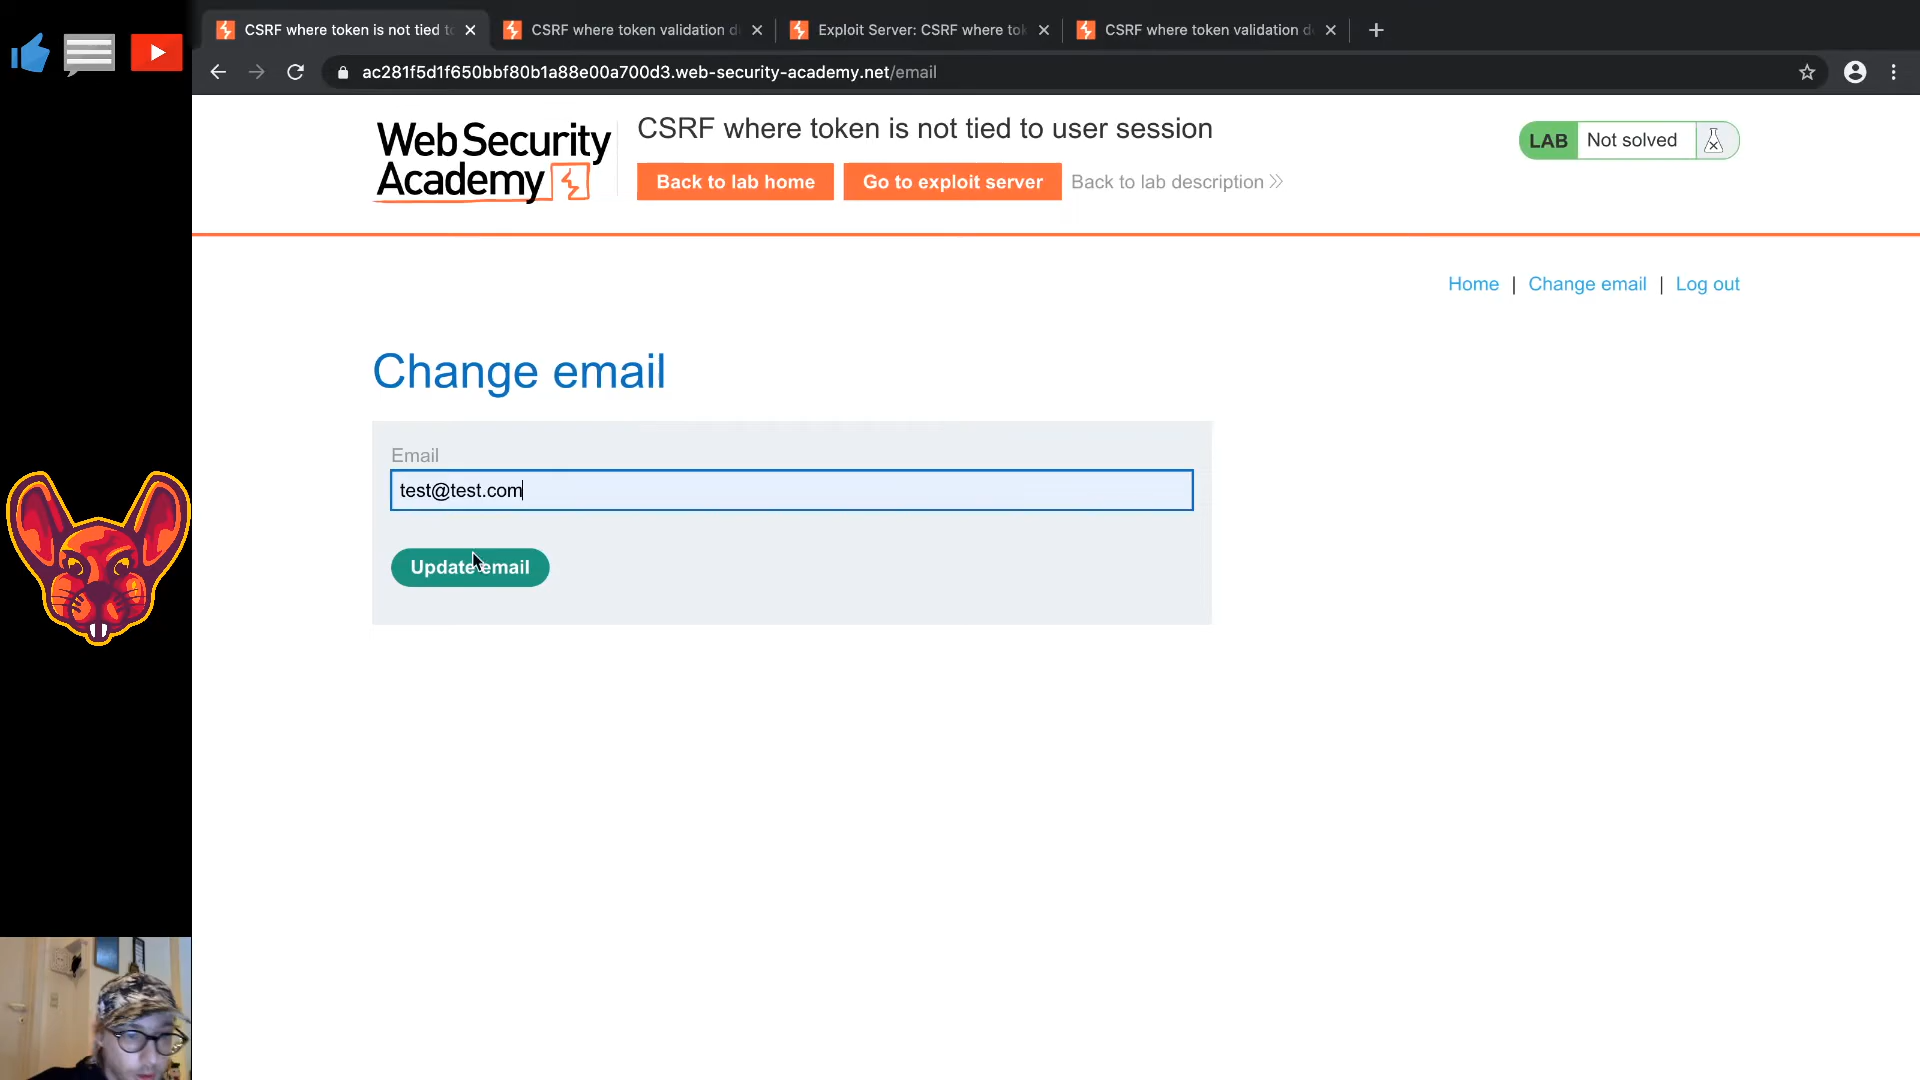 CSRF where token is not tied to
CSRF where token validation d
Exploit Server: CSRF where tok
CSRF where token validation d
ac281f5d1f650bbf80b1a88e00a700d3.web-security-academy.net/email
Web Security
Academy
CSRF where token is not tied to user session
Back to lab home
Go to exploit server
Back to lab description
LAB
Not solved
Home | Change email | Log out
Change email
Email
test@test.com
Update email